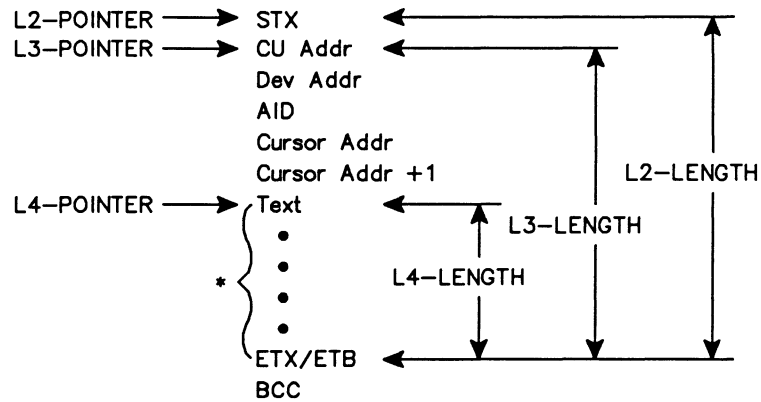 L2-POINTER STX
L3-POINTER CU Addr
Dev Addr
AID
Cursor Addr
Cursor Addr +1
L2-LENGTH
L4-POINTER Text
L3-LENGTH
* L4-LENGTH
ETX/ETB
BCC